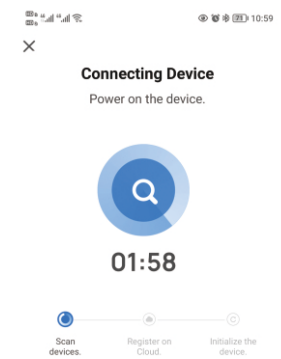 10:59
Connecting Device
Power on the device.
01:58
Scan devices.
Register on Cloud.
Initialize the device.